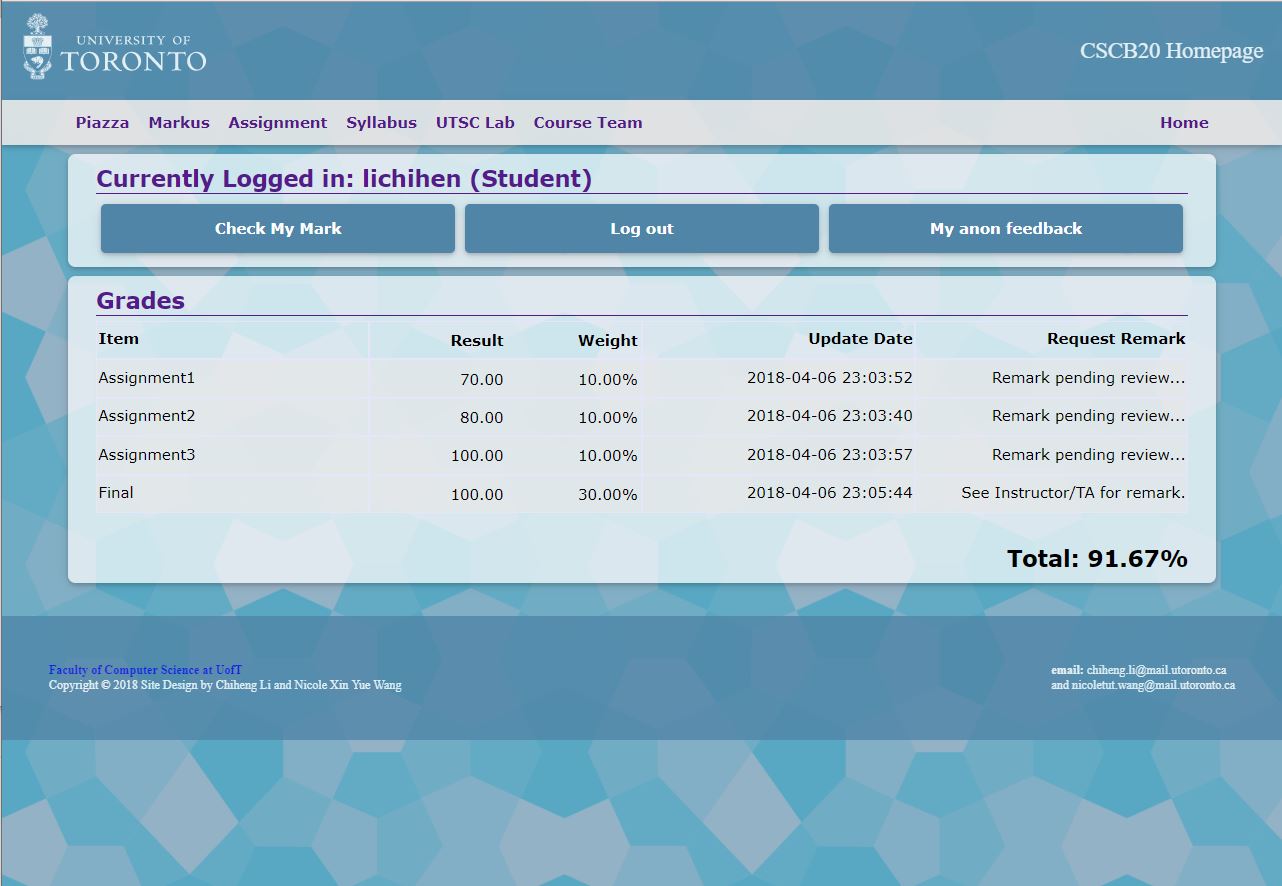 UNIVERSITY OF
TORONTO
CSCB20 Homepage
Piazza Markus Assignment Syllabus UTSC Lab Course Team Home
Currently Logged in: lichihen (Student)
Check My Mark Log out My anon feedback
Grades
Item Result Weight Update Date Request Remark
Assignment1 70.00 10.00% 2018-04-06 23:03:52 Remark pending review...
Assignment2 80.00 10.00% 2018-04-06 23:03:40 Remark pending review...
Assignment3 100.00 10.00% 2018-04-06 23:03:57 Remark pending review...
Final 100.00 30.00% 2018-04-06 23:05:44 See Instructor/TA for remark.
Total: 91.67%
Faculty of Computer Science at UofT
Copyright © 2018 Site Design by Chiheng Li and Nicole Xin Yue Wang
email: chiheng.li@mail.utoronto.ca
and nicoletut.wang@mail.utoronto.ca